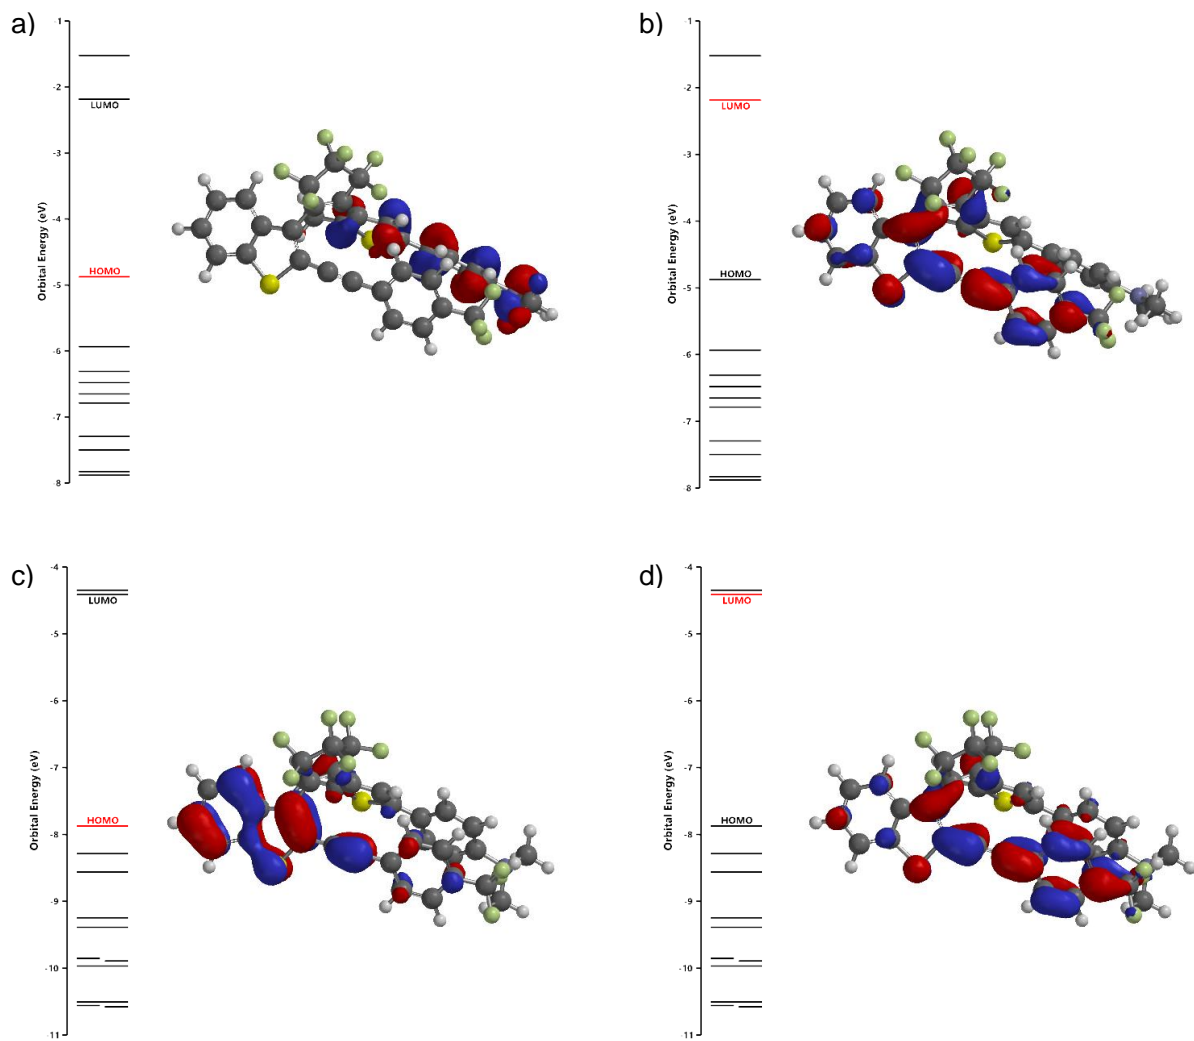 a)
-1
-2
LUMO
-3
-4
Orbital Energy (eV)
HOMO
-5
-6
-7
-8
b)
-1
-2
LUMO
-3
-4
Orbital Energy (eV)
HOMO
-5
-6
-7
-8
c)
-4
LUMO
-5
-6
-7
Orbital Energy (eV)
HOMO
-8
-9
-10
-11
d)
-4
LUMO
-5
-6
-7
Orbital Energy (eV)
HOMO
-8
-9
-10
-11